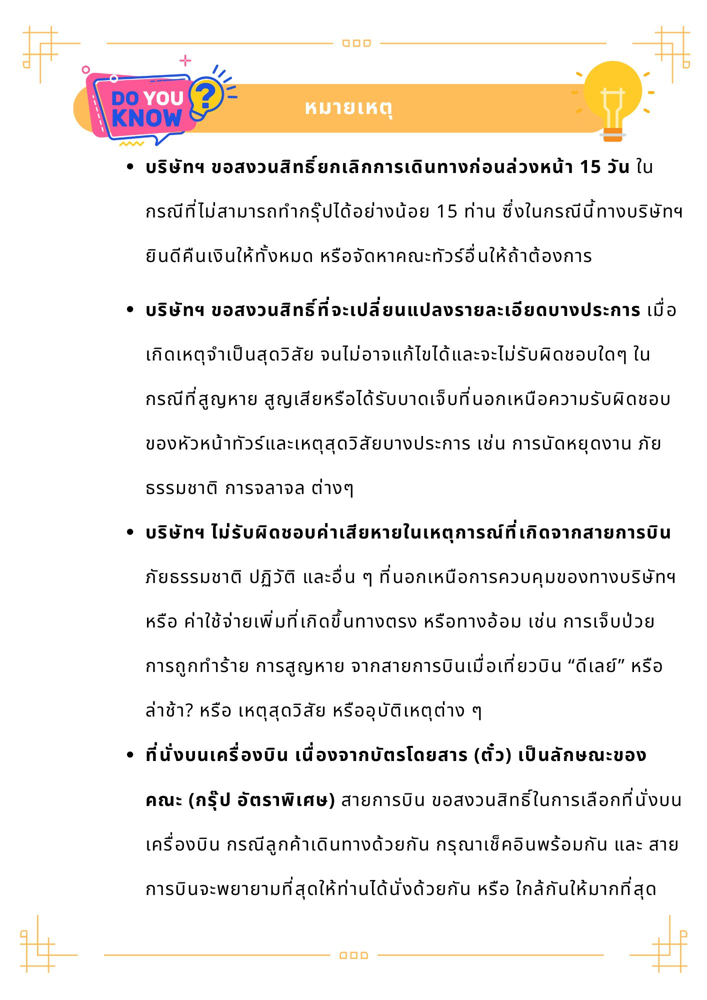 DO YOU
KNOW
?
หมายเหตุ
• บริษัทฯ ขอสงวนสิทธิ์ยกเลิกการเดินทางก่อนล่วงหน้า 15 วัน ใน
กรณีที่ไม่สามารถทำกรุ๊ปได้อย่างน้อย 15 ท่าน ซึ่งในกรณีนี้ทางบริษัทฯ
ยินดีคืนเงินให้ทั้งหมด หรือจัดหาคณะทัวร์อื่นให้ถ้าต้องการ
• บริษัทฯ ขอสงวนสิทธิ์ที่จะเปลี่ยนแปลงรายละเอียดบางประการ เมื่อ
เกิดเหตุจำเป็นสุดวิสัย จนไม่อาจแก้ไขได้และจะไม่รับผิดชอบใดๆ ใน
กรณีที่สูญหาย สูญเสียหรือได้รับบาดเจ็บที่นอกเหนือความรับผิดชอบ
ของหัวหน้าทัวร์และเหตุสุดวิสัยบางประการ เช่น การนัดหยุดงาน ภัย
ธรรมชาติ การจลาจล ต่างๆ
• บริษัทฯ ไม่รับผิดชอบค่าเสียหายในเหตุการณ์ที่เกิดจากสายการบิน
ภัยธรรมชาติ ปฏิวัติ และอื่น ๆ ที่นอกเหนือการควบคุมของทางบริษัทฯ
หรือ ค่าใช้จ่ายเพิ่มที่เกิดขึ้นทางตรง หรือทางอ้อม เช่น การเจ็บป่วย
การถูกทำร้าย การสูญหาย จากสายการบินเมื่อเที่ยวบิน “ดีเลย์” หรือ
ล่าช้า? หรือ เหตุสุดวิสัย หรืออุบัติเหตุต่าง ๆ
• ที่นั่งบนเครื่องบิน เนื่องจากบัตรโดยสาร (ตั๋ว) เป็นลักษณะของ
คณะ (กรุ๊ป อัตราพิเศษ) สายการบิน ขอสงวนสิทธิ์ในการเลือกที่นั่งบน
เครื่องบิน กรณีลูกค้าเดินทางด้วยกัน กรุณาเช็คอินพร้อมกัน และ สาย
การบินจะพยายามที่สุดให้ท่านได้นั่งด้วยกัน หรือ ใกล้กันให้มากที่สุด